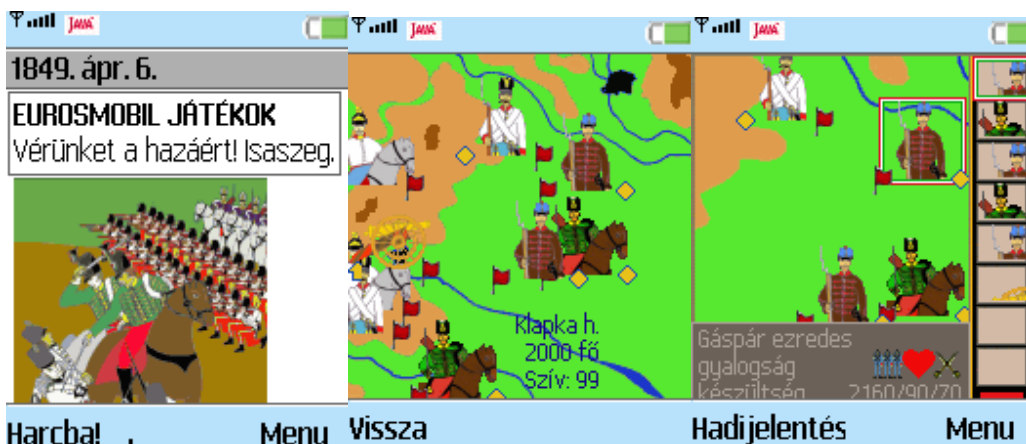 JAVA
1849. ápr. 6.
EUROSMOBIL JÁTÉKOK
Vérünket a hazáért! Isaszeg.
Harcba! .
Menu
JAVA
Klapka h.
2000 fő
Szív: 99
Vissza
JAVA
Gáspár ezredes
gyalogság
készültség 2160/90/70
Hadijelentés
Menu